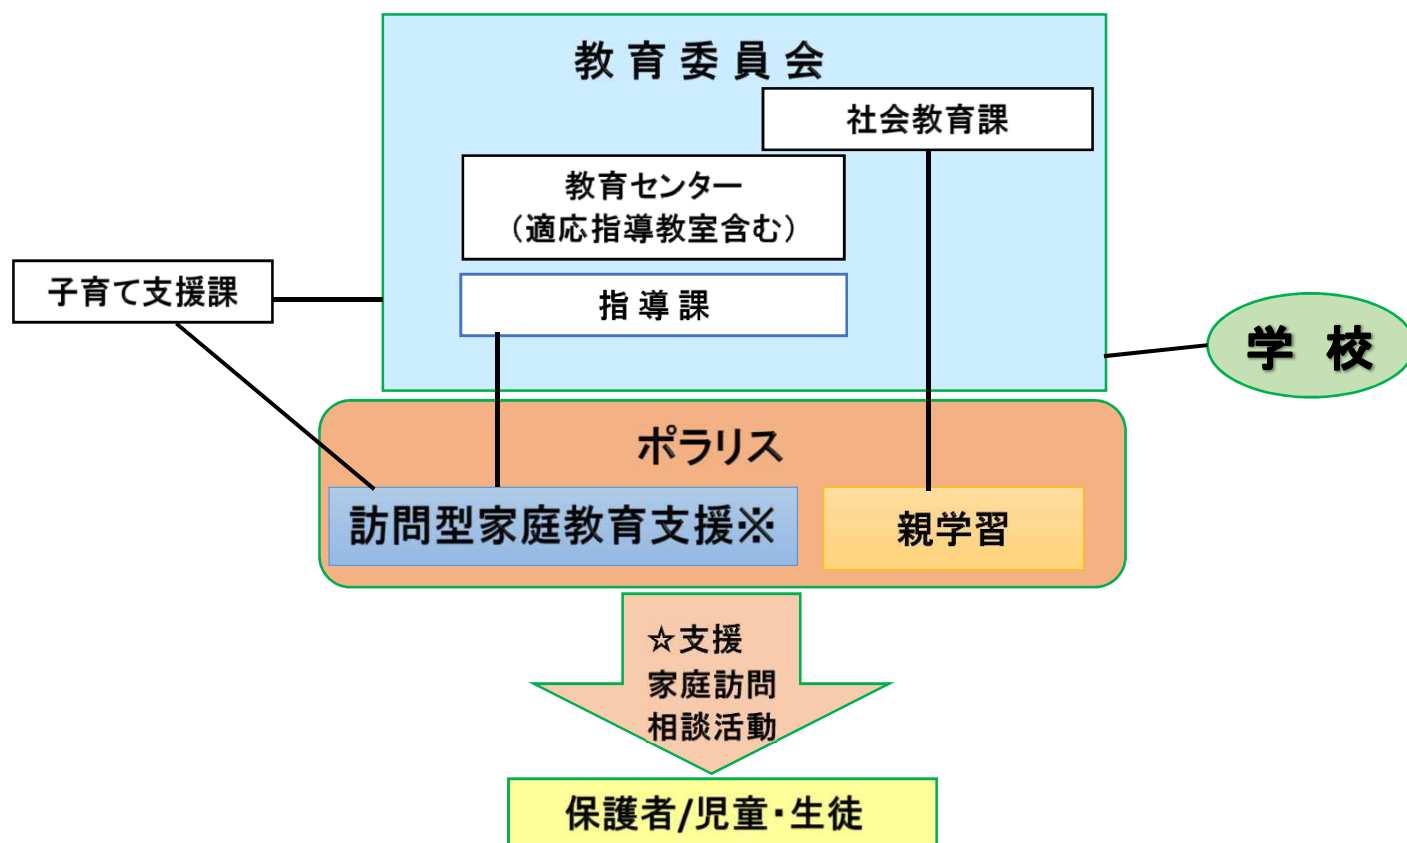 教育委員会
社会教育課
教育センター
（適応指導教室含む）
子育て支援課
指導課
学校
ポラリス
訪問型家庭教育支援※
親学習
☆支援
家庭訪問
相談活動
保護者/児童・生徒